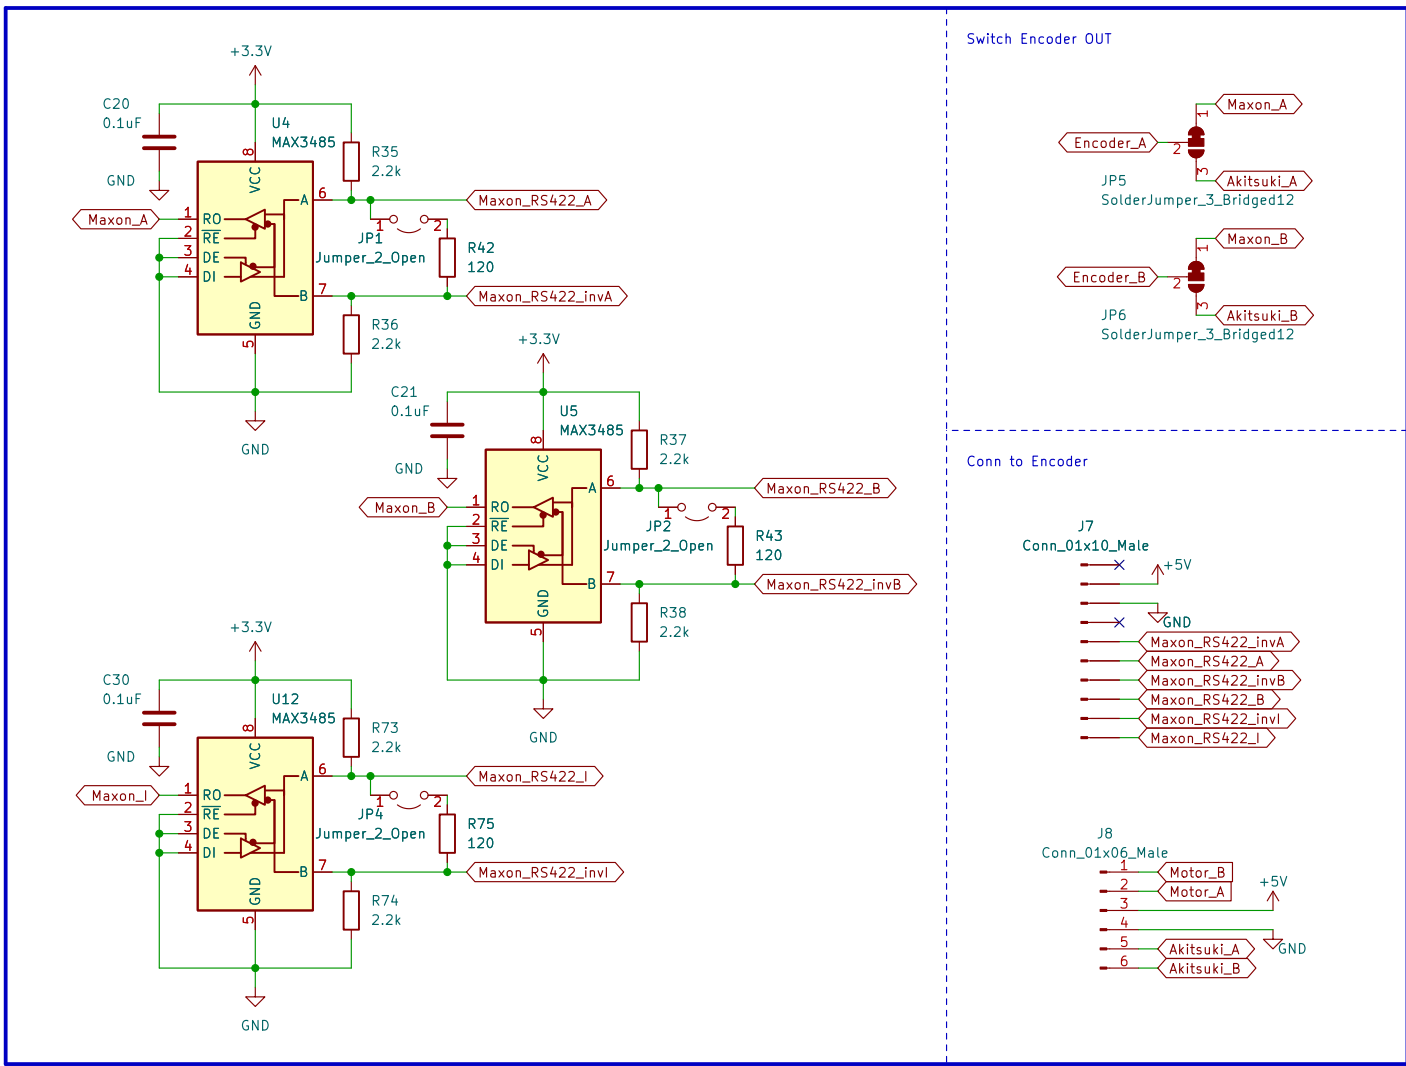 +3.3V
C20
0.1uF
GND
U4
MAX3485
8
VCC
R35
2.2k
Maxon_A
1
RO
2
RE
3
DE
4
DI
A
6
Maxon_RS422_A
1
2
JP1
Jumper_2_Open
R42
120
B
7
Maxon_RS422_invA
GND
5
R36
2.2k
GND
+3.3V
C21
0.1uF
GND
U5
MAX3485
8
VCC
R37
2.2k
Maxon_B
1
RO
2
RE
3
DE
4
DI
A
6
Maxon_RS422_B
1
2
JP2
Jumper_2_Open
R43
120
B
7
Maxon_RS422_invB
GND
5
R38
2.2k
GND
+3.3V
C30
0.1uF
GND
U12
MAX3485
8
VCC
R73
2.2k
Maxon_I
1
RO
2
RE
3
DE
4
DI
A
6
Maxon_RS422_I
1
2
JP4
Jumper_2_Open
R75
120
B
7
Maxon_RS422_invI
GND
5
R74
2.2k
GND
Switch Encoder OUT
Maxon_A
1
Encoder_A
2
3
Akitsuki_A
JP5
SolderJumper_3_Bridged12
Maxon_B
1
Encoder_B
2
3
Akitsuki_B
JP6
SolderJumper_3_Bridged12
Conn to Encoder
J7
Conn_01x10_Male
+5V
GND
Maxon_RS422_invA
Maxon_RS422_A
Maxon_RS422_invB
Maxon_RS422_B
Maxon_RS422_invI
Maxon_RS422_I
J8
Conn_01x06_Male
1
Motor_B
2
Motor_A
+5V
3
4
GND
5
Akitsuki_A
6
Akitsuki_B